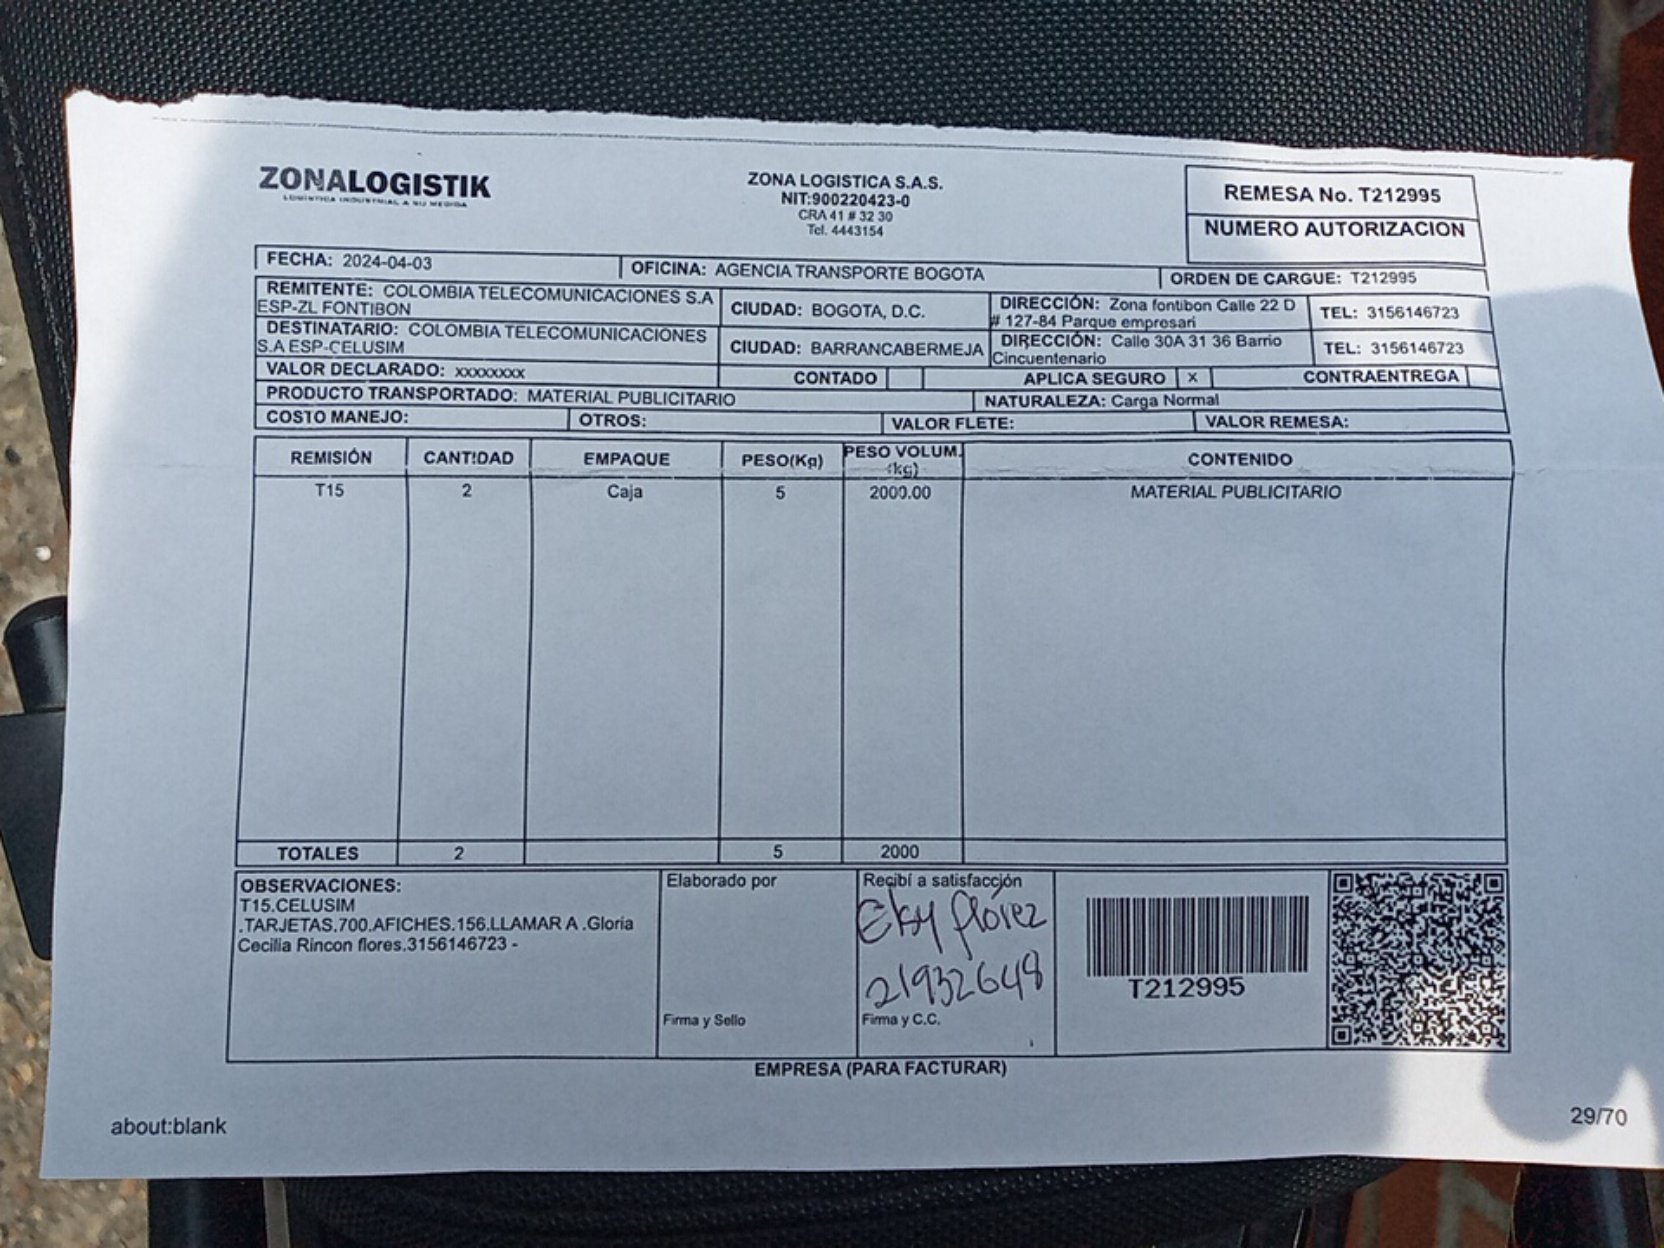 ZONALOGISTIK
LOGISTICA INDUSTRIAL A SU MEDIDA
ZONA LOGISTICA S.A.S.
NIT:900220423-0
CRA 41 # 32 30
Tel. 4443154
REMESA No. T212995
NUMERO AUTORIZACION
FECHA: 2024-04-03
OFICINA: AGENCIA TRANSPORTE BOGOTA
ORDEN DE CARGUE: T212995
REMITENTE: COLOMBIA TELECOMUNICACIONES S.A
ESP-ZL FONTIBON
CIUDAD: BOGOTA, D.C.
DIRECCIÓN: Zona fontibon Calle 22 D
# 127-84 Parque empresari
TEL: 3156146723
DESTINATARIO: COLOMBIA TELECOMUNICACIONES
S.A ESP-CELUSIM
CIUDAD: BARRANCABERMEJA
DIRECCIÓN: Calle 30A 31 36 Barrio
Cincuentenario
TEL: 3156146723
VALOR DECLARADO: xxxxxxxx
CONTADO
APLICA SEGURO x
CONTRAENTREGA
PRODUCTO TRANSPORTADO: MATERIAL PUBLICITARIO
NATURALEZA: Carga Normal
COSTO MANEJO:
OTROS:
VALOR FLETE:
VALOR REMESA:
REMISIÓN CANTIDAD EMPAQUE PESO(Kg) PESO VOLUM. (kg) CONTENIDO
T15 2 Caja 5 2000.00 MATERIAL PUBLICITARIO
TOTALES 2 5 2000
OBSERVACIONES:
T15.CELUSIM
.TARJETAS.700.AFICHES.156.LLAMAR A .Gloria
Cecilia Rincon flores.3156146723 -
Elaborado por
Firma y Sello
Recibí a satisfacción
Elsy florez
21932648
Firma y C.C.
T212995
EMPRESA (PARA FACTURAR)
about:blank
29/70